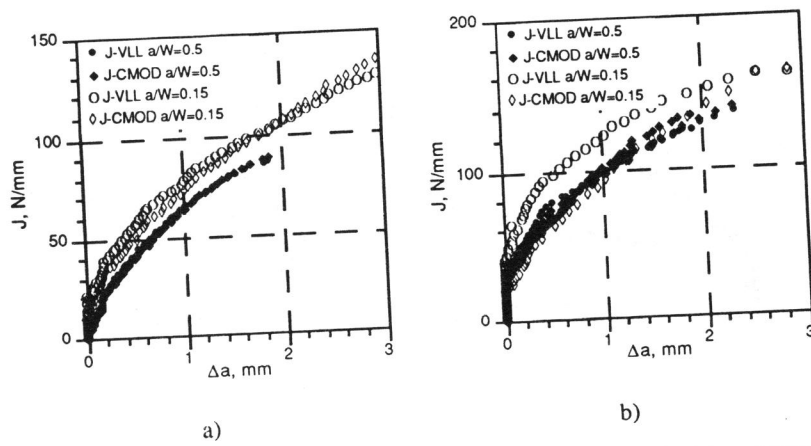 150
100
50
0
J, N/mm
J-VLL a/W=0.5
J-CMOD a/W=0.5
J-VLL a/W=0.15
J-CMOD a/W=0.15
0
1
2
3
Δa, mm
a)
200
100
0
J, N/mm
J-VLL a/W=0.5
J-CMOD a/W=0.5
J-VLL a/W=0.15
J-CMOD a/W=0.15
0
1
2
3
Δa, mm
b)